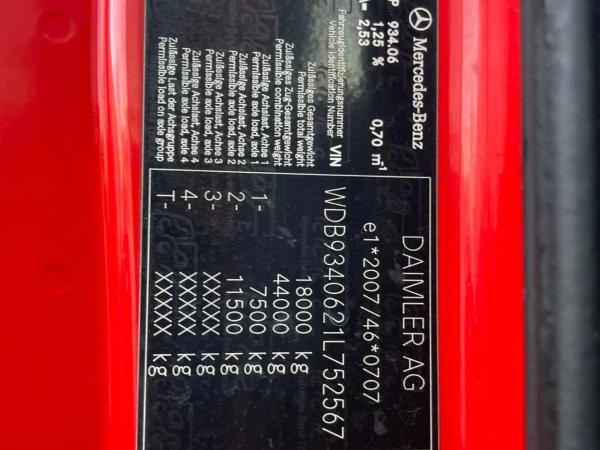 Mercedes-Benz
DAIMLER AG
934.06
1,25 % 0,70 m⁻¹
2,53
e1*2007/46*0707
Fahrzeugidentifizierungsnummer
Vehicle Identification Number VIN WDB9340621L752567
Zulässiges Gesamtgewicht
Permissible total weight 18000 kg
Zulässiges Zug-Gesamtgewicht
Permissible combination weight 44000 kg
Zulässige Achslast, Achse 1
Permissible axle load, axle 1 1- 7500 kg
Zulässige Achslast, Achse 2
Permissible axle load, axle 2 2- 11500 kg
Zulässige Achslast, Achse 3
Permissible axle load, axle 3 3- XXXXX kg
Zulässige Achslast, Achse 4
Permissible axle load, axle 4 4- XXXXX kg
Zulässige Last der Achsgruppe
Permissible load on axle group T- XXXXX kg